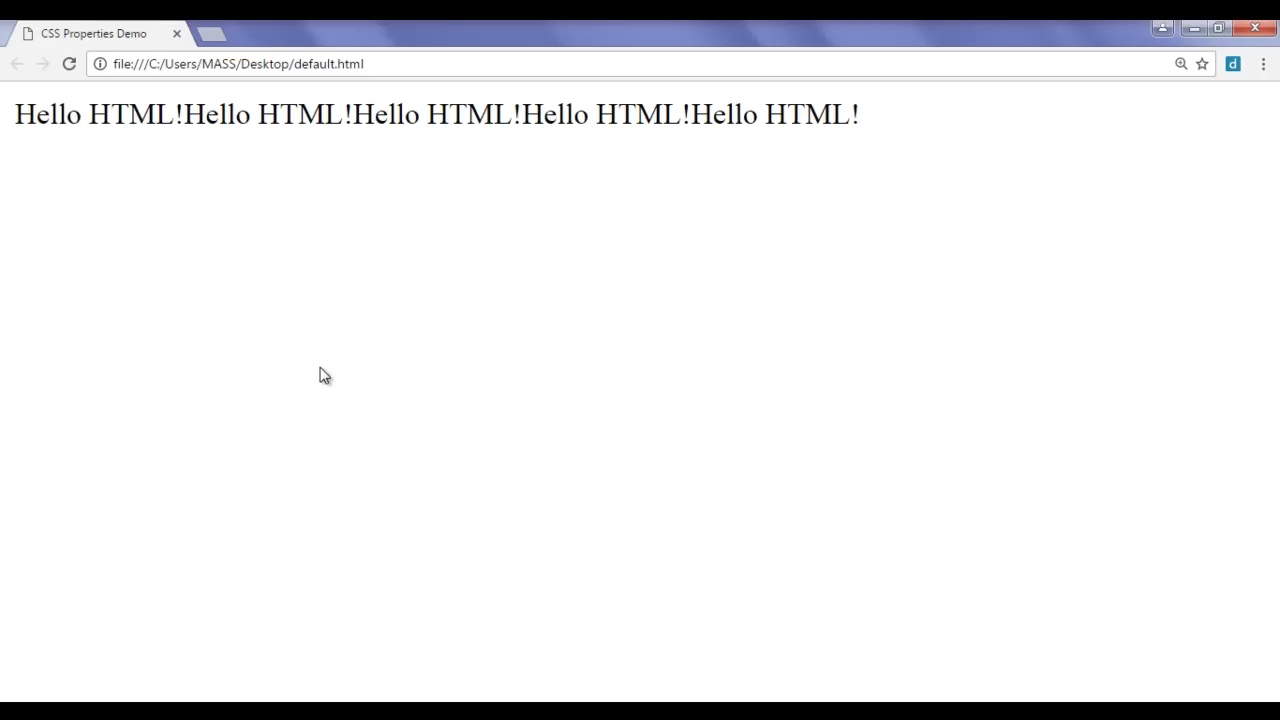 CSS Properties Demo
file:///C:/Users/MASS/Desktop/default.html
d
Hello HTML!Hello HTML!Hello HTML!Hello HTML!Hello HTML!